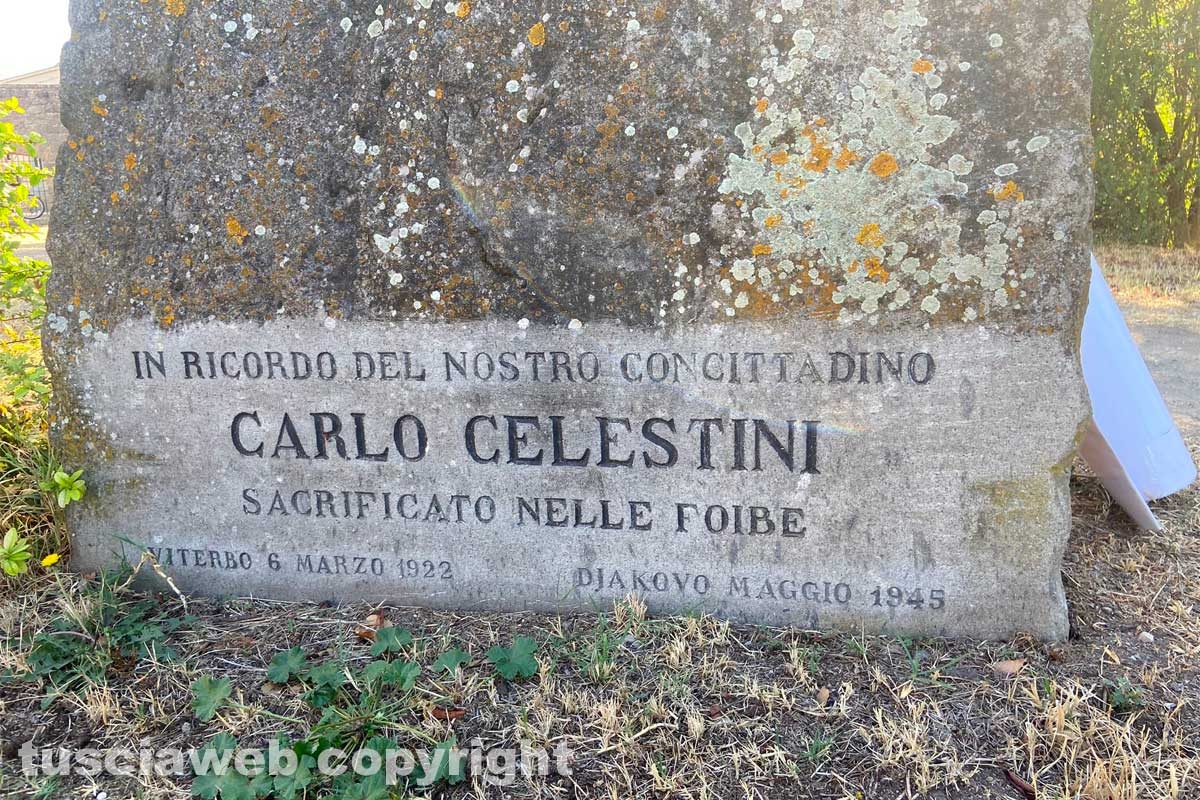 IN RICORDO DEL NOSTRO CONCITTADINO
CARLO CELESTINI
SACRIFICATO NELLE FOIBE
VITERBO 6 MARZO 1922 DJAKOVO MAGGIO 1945
tusciaweb copyright